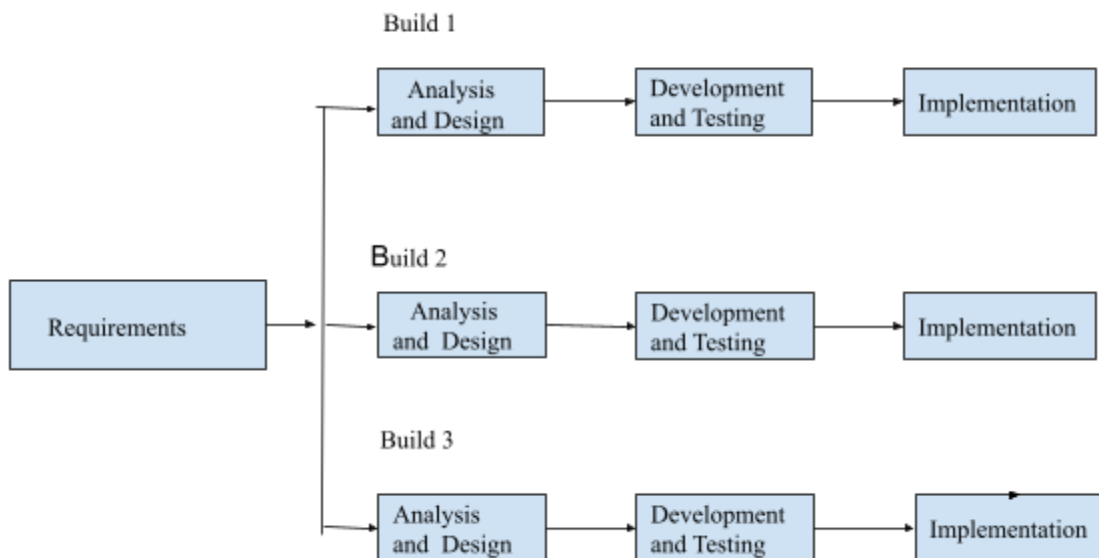 Build 1
Analysis
and Design
Development
and Testing
Implementation
Build 2
Requirements
Analysis
and Design
Development
and Testing
Implementation
Build 3
Analysis
and Design
Development
and Testing
Implementation